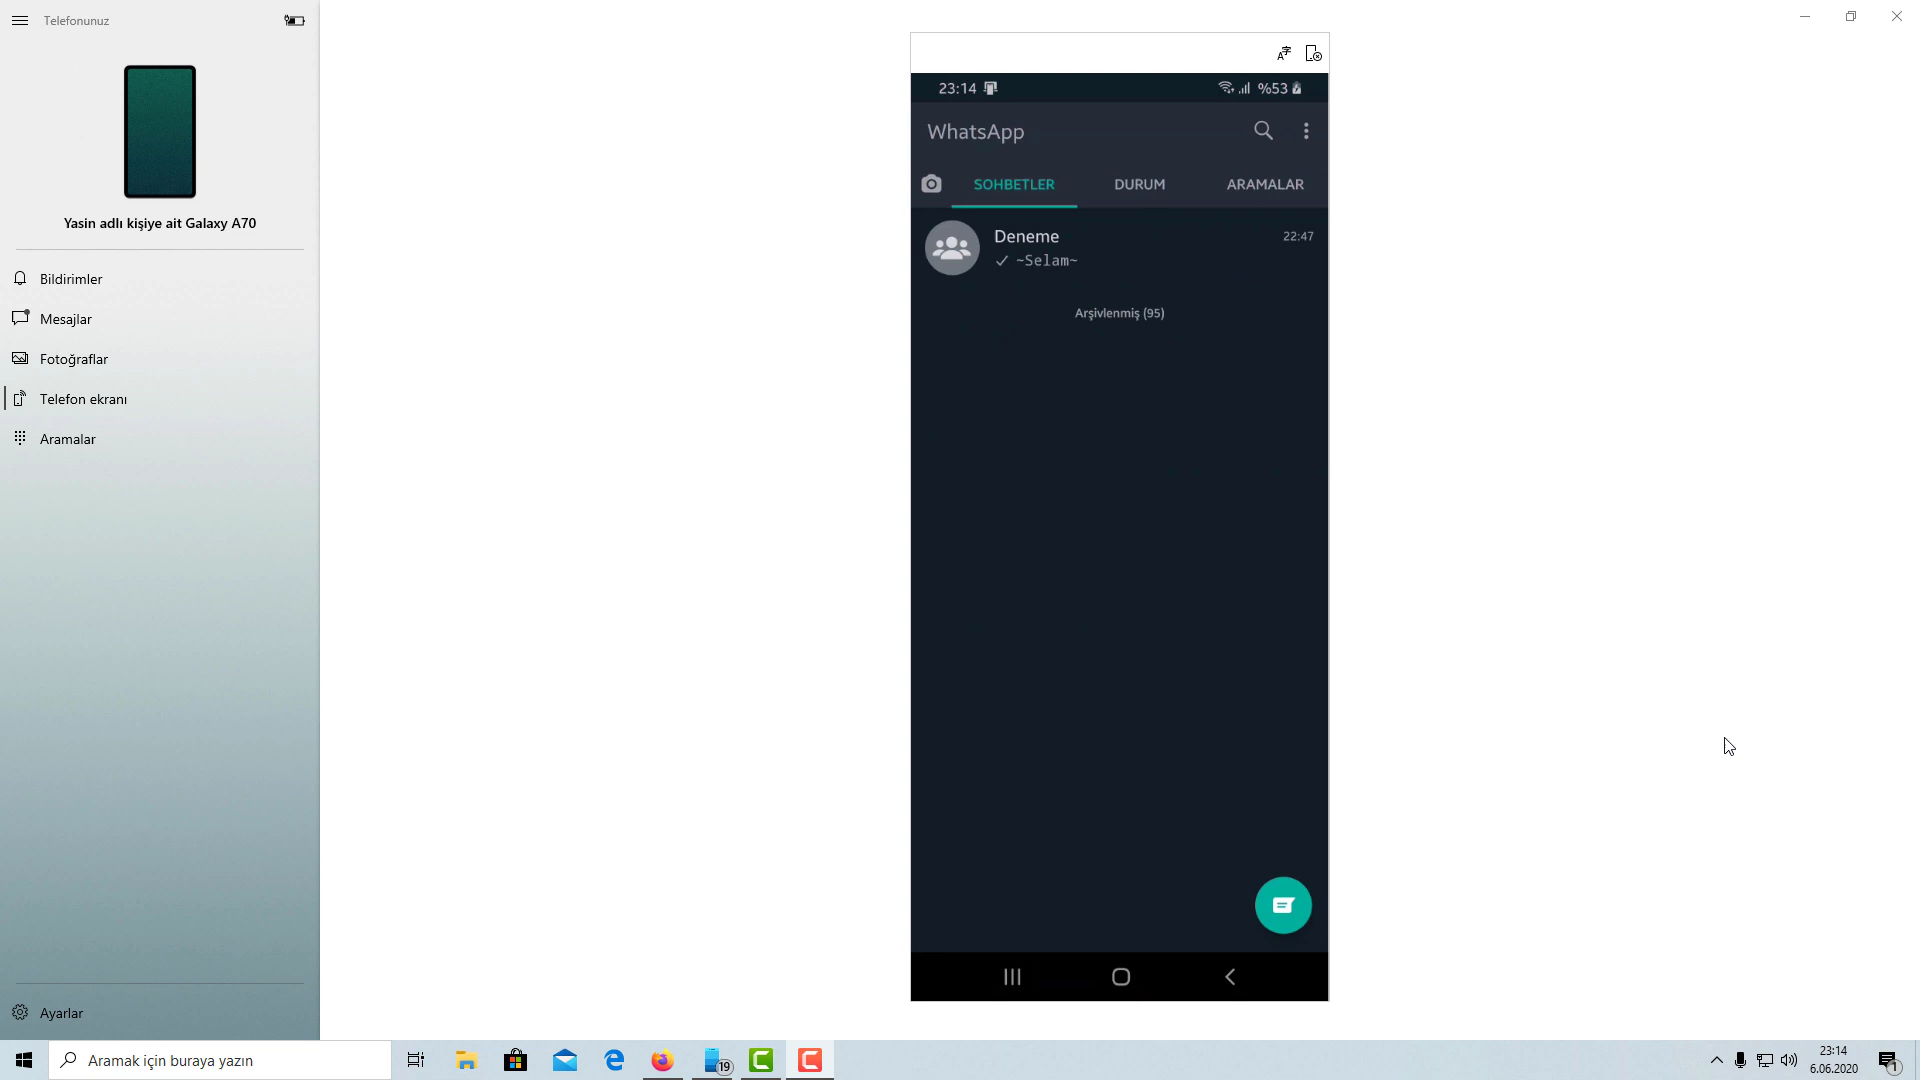 Telefonunuz
Yasin adlı kişiye ait Galaxy A70
Bildirimler
Mesajlar
Fotoğraflar
Telefon ekranı
Aramalar
Ayarlar
23:14 %53
WhatsApp
SOHBETLER DURUM ARAMALAR
Deneme 22:47
~Selam~
Arşivlenmiş (95)
Aramak için buraya yazın
19
23:14
6.06.2020
1